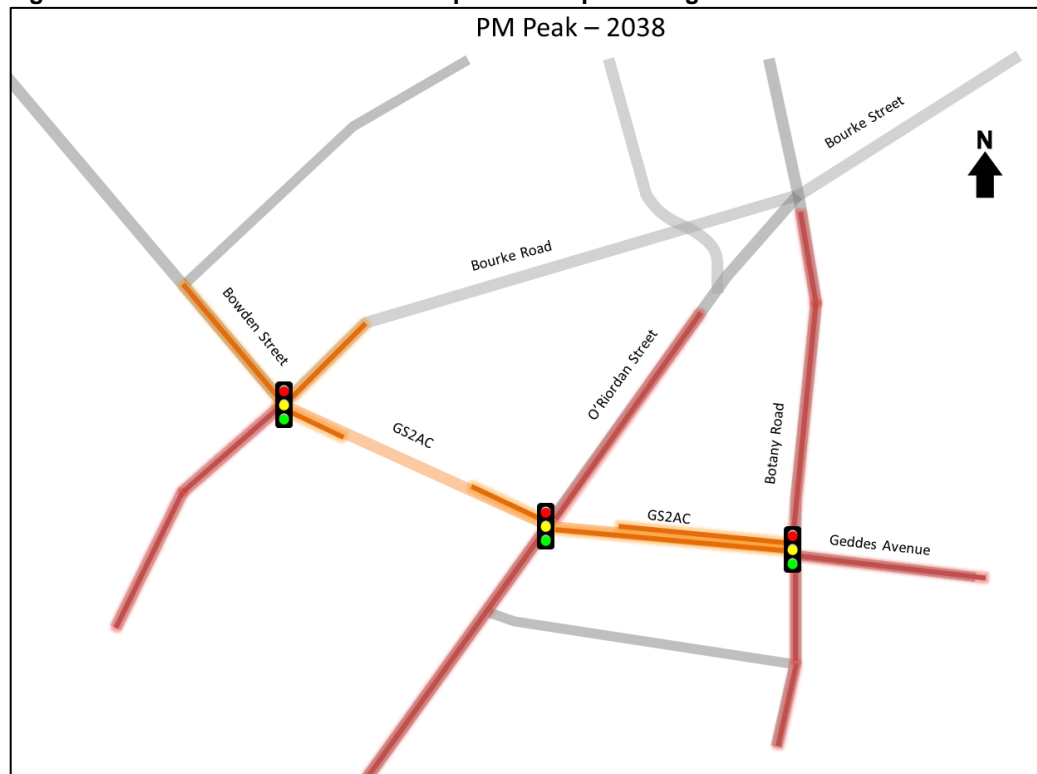 PM Peak – 2038
Bourke Street
N
Bourke Road
Bowden Street
O'Riordan Street
GS2AC
Botany Road
GS2AC
Geddes Avenue